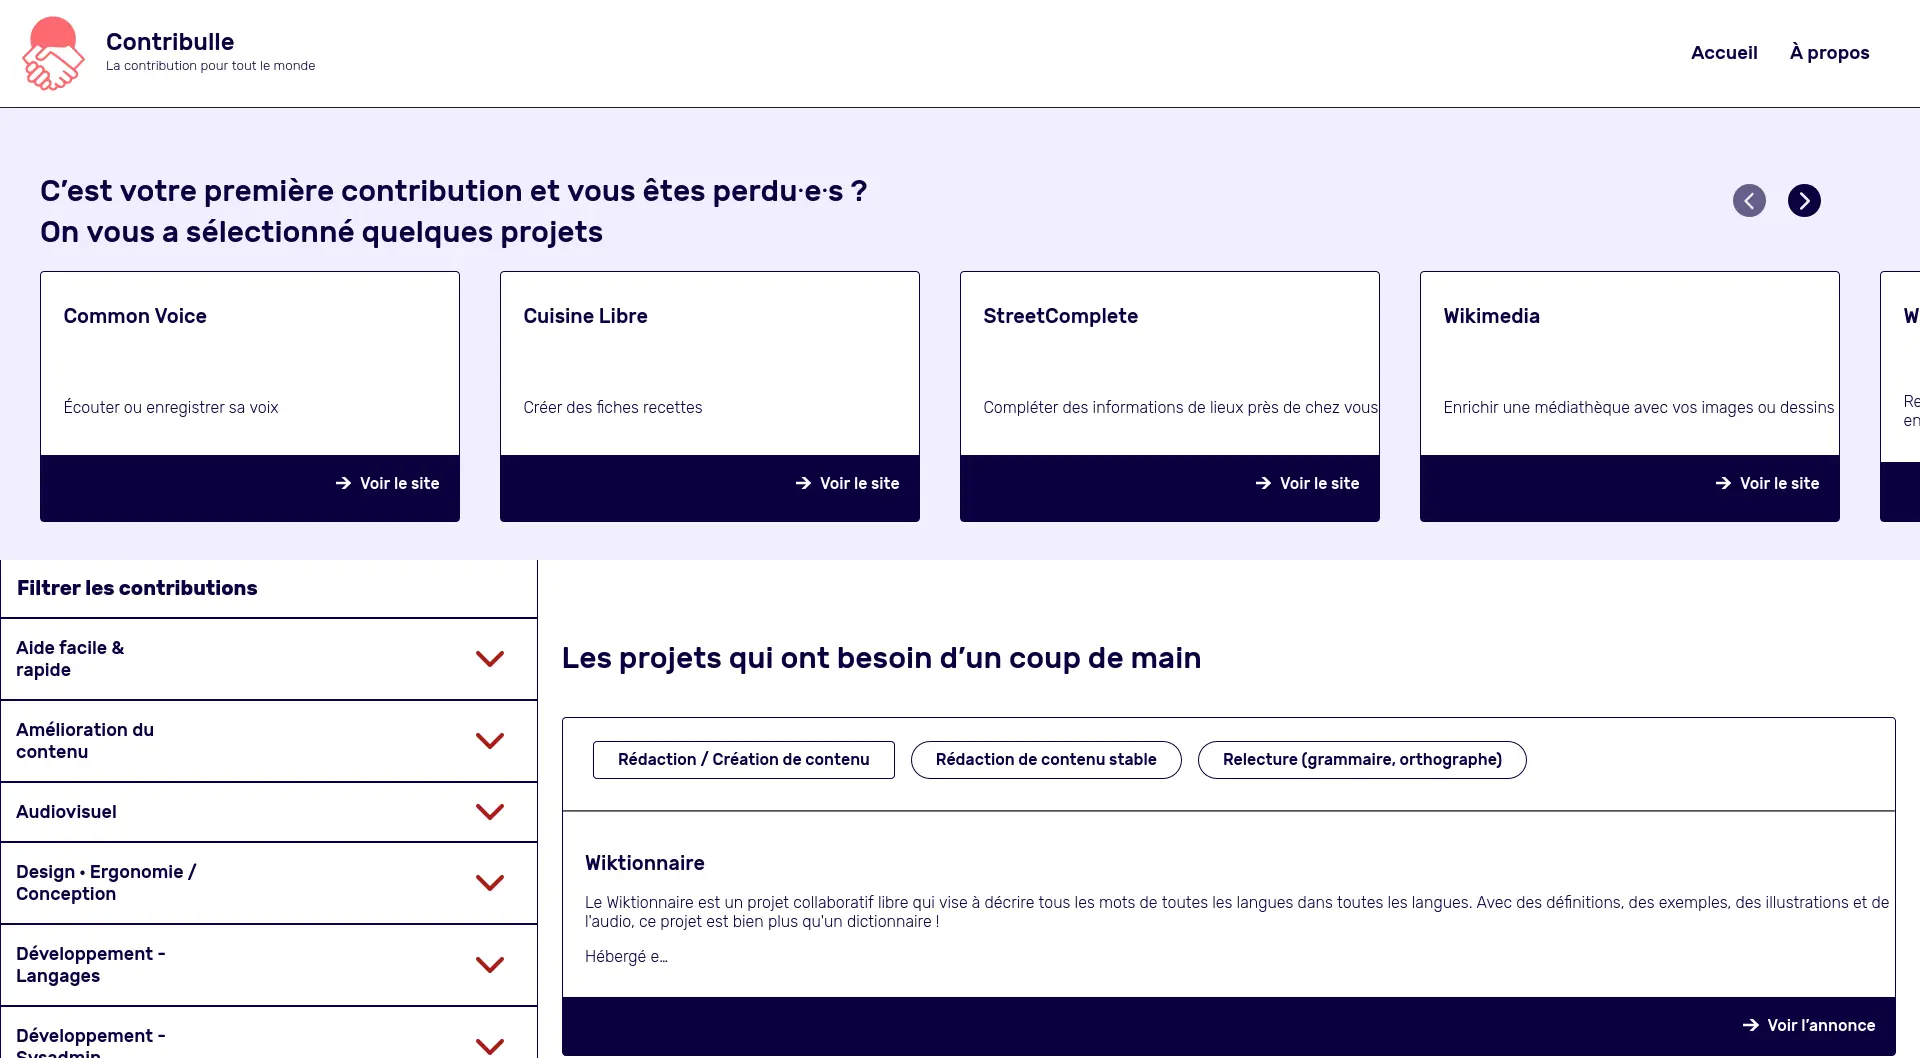 Contribulle
La contribution pour tout le monde
Accueil
À propos
C’est votre première contribution et vous êtes perdu·e·s ?
On vous a sélectionné quelques projets
Common Voice
Écouter ou enregistrer sa voix
Voir le site
Cuisine Libre
Créer des fiches recettes
Voir le site
StreetComplete
Compléter des informations de lieux près de chez vous
Voir le site
Wikimedia
Enrichir une médiathèque avec vos images ou dessins
Voir le site
Filtrer les contributions
Aide facile &
rapide
Amélioration du
contenu
Audiovisuel
Design • Ergonomie /
Conception
Développement -
Langages
Développement -
Sysadmin
Les projets qui ont besoin d’un coup de main
Rédaction / Création de contenu
Rédaction de contenu stable
Relecture (grammaire, orthographe)
Wiktionnaire
Le Wiktionnaire est un projet collaboratif libre qui vise à décrire tous les mots de toutes les langues dans toutes les langues. Avec des définitions, des exemples, des illustrations et de
l'audio, ce projet est bien plus qu'un dictionnaire !
Hébergé e…
Voir l’annonce